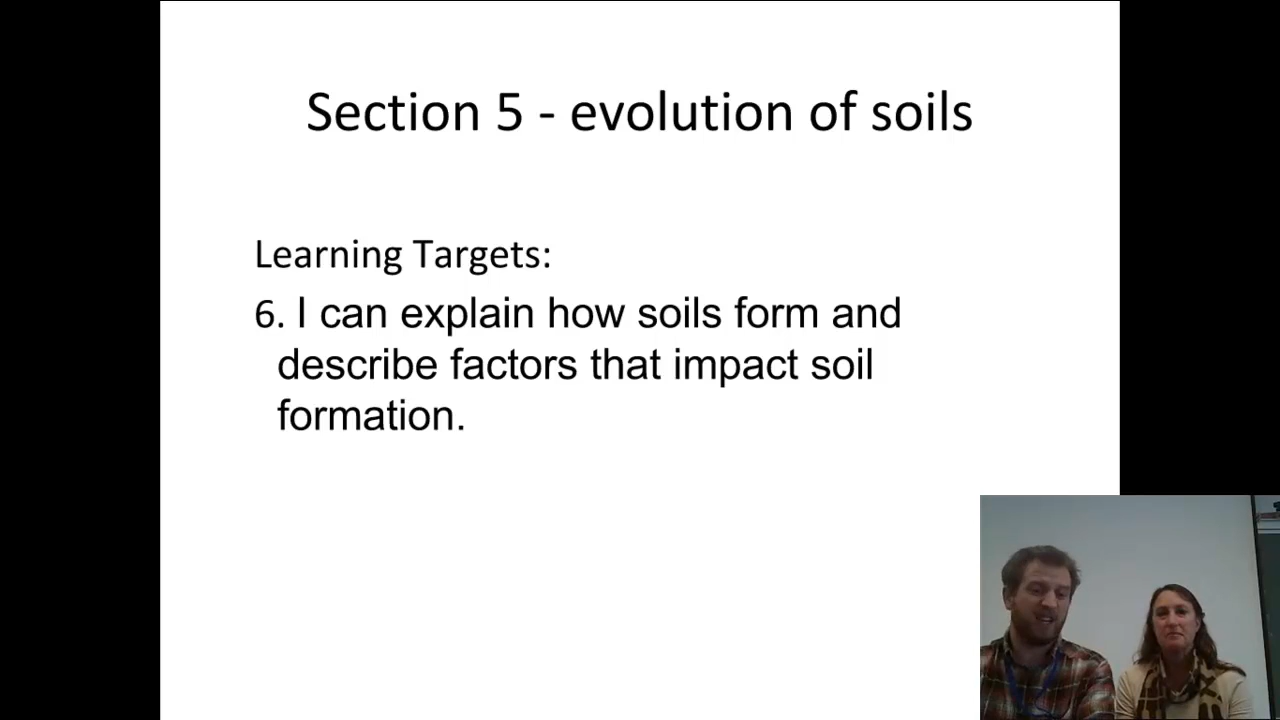 Section 5 - evolution of soils
Learning Targets:
6. I can explain how soils form and
describe factors that impact soil
formation.